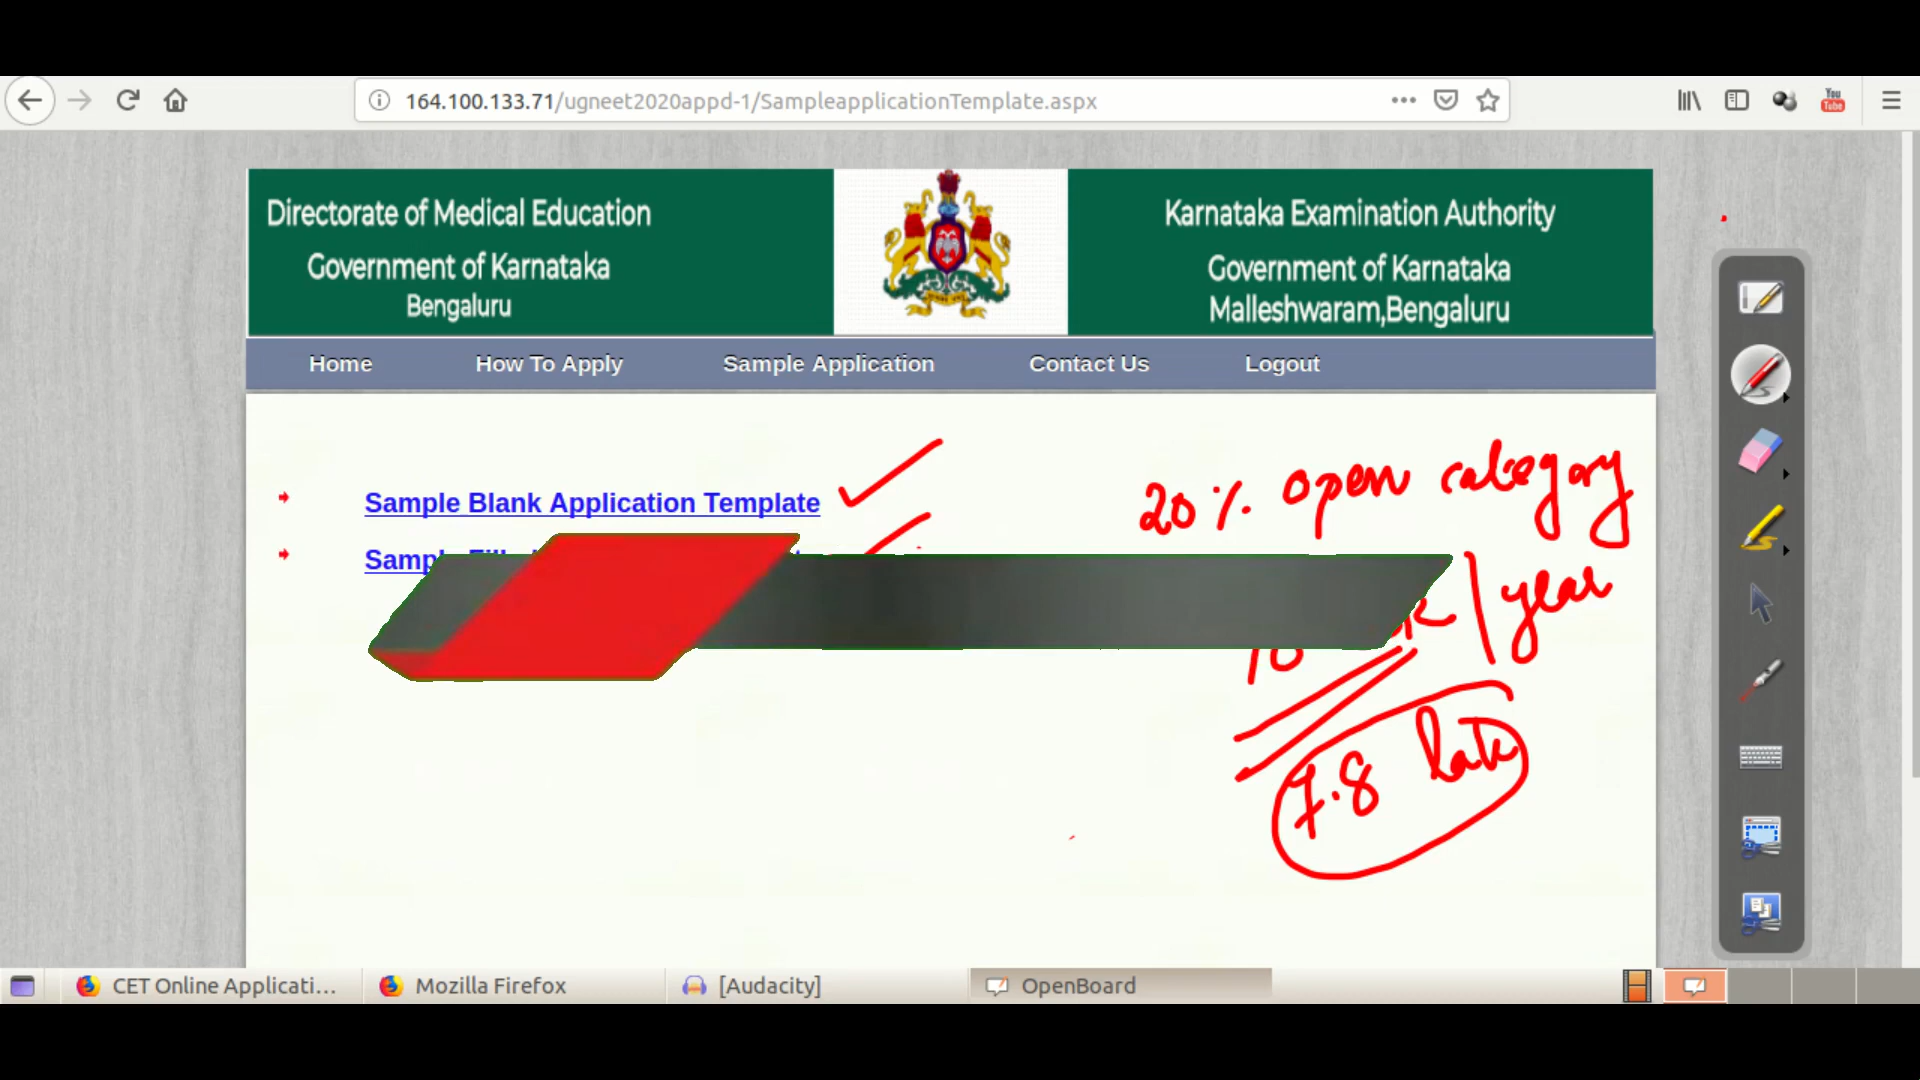 164.100.133.71/ugneet2020appd-1/SampleapplicationTemplate.aspx
You
Tube
Directorate of Medical Education
Government of Karnataka
Bengaluru
Karnataka Examination Authority
Government of Karnataka
Malleshwaram,Bengaluru
Home
How To Apply
Sample Application
Contact Us
Logout
Sample Blank Application Template
20% open category
/year
7.8
CET Online Applicati...
Mozilla Firefox
[Audacity]
OpenBoard